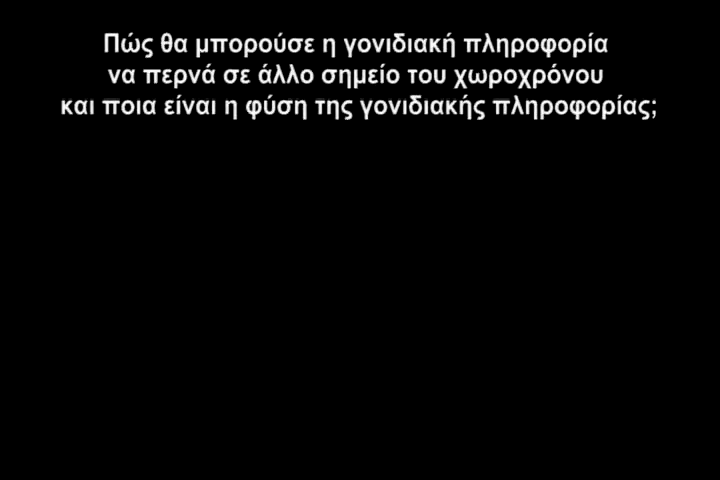 Πώς θα μπορούσε η γονιδιακή πληροφορία
να περνά σε άλλο σημείο του χωροχρόνου
και ποια είναι η φύση της γονιδιακής πληροφορίας;